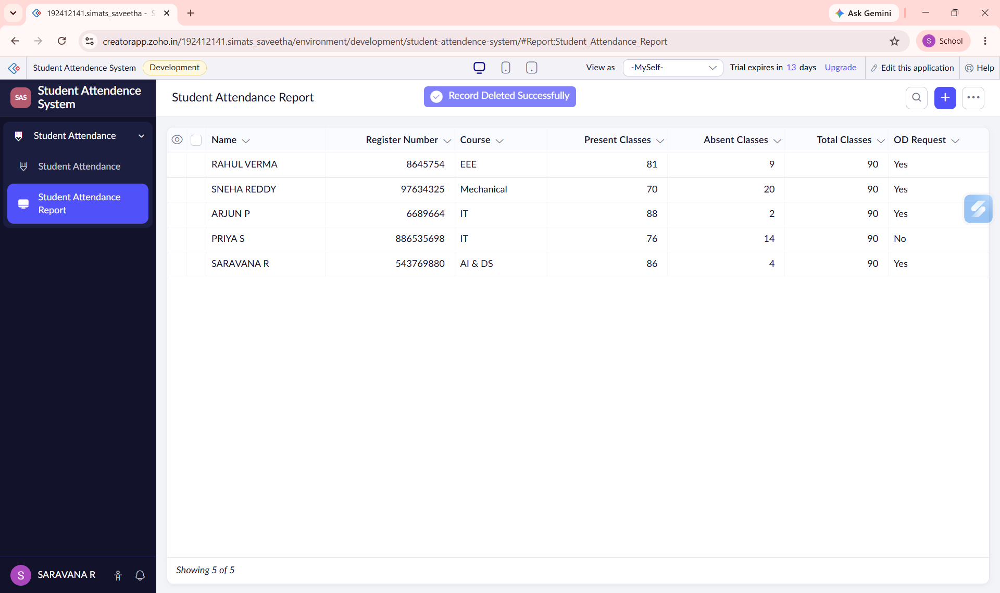 192412141.simats_saveetha - S
Ask Gemini
creatorapp.zoho.in/192412141.simats_saveetha/environment/development/student-attendence-system/#Report:Student_Attendance_Report
S School
Student Attendence System Development View as -MySelf- Trial expires in 13 days Upgrade Edit this application Help
SAS Student Attendence System
Student Attendance
Student Attendance
Student Attendance Report
Student Attendance Report
Record Deleted Successfully
Name Register Number Course Present Classes Absent Classes Total Classes OD Request
RAHUL VERMA 8645754 EEE 81 9 90 Yes
SNEHA REDDY 97634325 Mechanical 70 20 90 Yes
ARJUN P 6689664 IT 88 2 90 Yes
PRIYA S 886535698 IT 76 14 90 No
SARAVANA R 543769880 AI & DS 86 4 90 Yes
Showing 5 of 5
S SARAVANA R